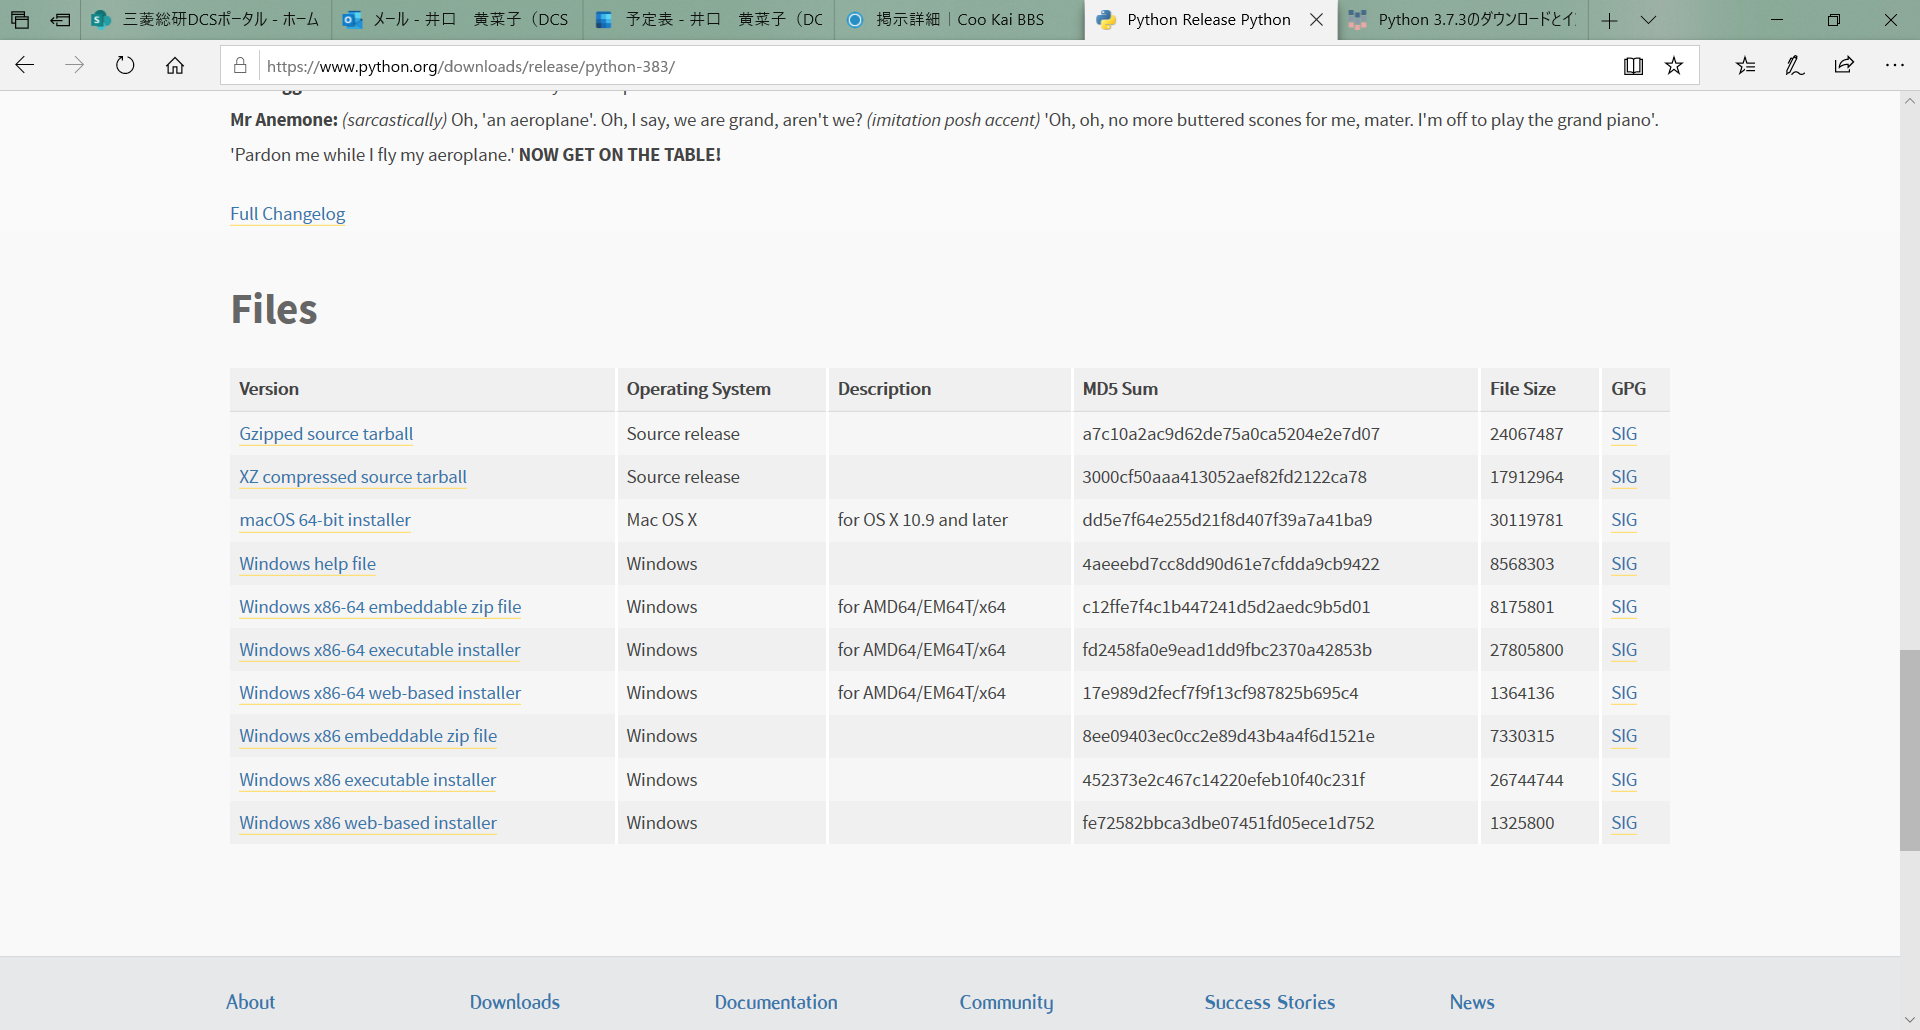 三菱総研DCSポータル - ホーム
メール - 井口 黄菜子（DCS
予定表 - 井口 黄菜子（DC
掲示詳細 | Coo Kai BBS
Python Release Python
Python 3.7.3のダウンロードとイ
https://www.python.org/downloads/release/python-383/
Mr Anemone: (sarcastically) Oh, 'an aeroplane'. Oh, I say, we are grand, aren't we? (imitation posh accent) 'Oh, oh, no more buttered scones for me, mater. I'm off to play the grand piano'.
'Pardon me while I fly my aeroplane.' NOW GET ON THE TABLE!
Full Changelog
Files
Version Operating System Description MD5 Sum File Size GPG
Gzipped source tarball Source release a7c10a2ac9d62de75a0ca5204e2e7d07 24067487 SIG
XZ compressed source tarball Source release 3000cf50aaa413052aef82fd2122ca78 17912964 SIG
macOS 64-bit installer Mac OS X for OS X 10.9 and later dd5e7f64e255d21f8d407f39a7a41ba9 30119781 SIG
Windows help file Windows 4aeeebd7cc8dd90d61e7cfdda9cb9422 8568303 SIG
Windows x86-64 embeddable zip file Windows for AMD64/EM64T/x64 c12ffe7f4c1b447241d5d2aedc9b5d01 8175801 SIG
Windows x86-64 executable installer Windows for AMD64/EM64T/x64 fd2458fa0e9ead1dd9fbc2370a42853b 27805800 SIG
Windows x86-64 web-based installer Windows for AMD64/EM64T/x64 17e989d2fecf7f9f13cf987825b695c4 1364136 SIG
Windows x86 embeddable zip file Windows 8ee09403ec0cc2e89d43b4a4f6d1521e 7330315 SIG
Windows x86 executable installer Windows 452373e2c467c14220efeb10f40c231f 26744744 SIG
Windows x86 web-based installer Windows fe72582bbca3dbe07451fd05ece1d752 1325800 SIG
About Downloads Documentation Community Success Stories News